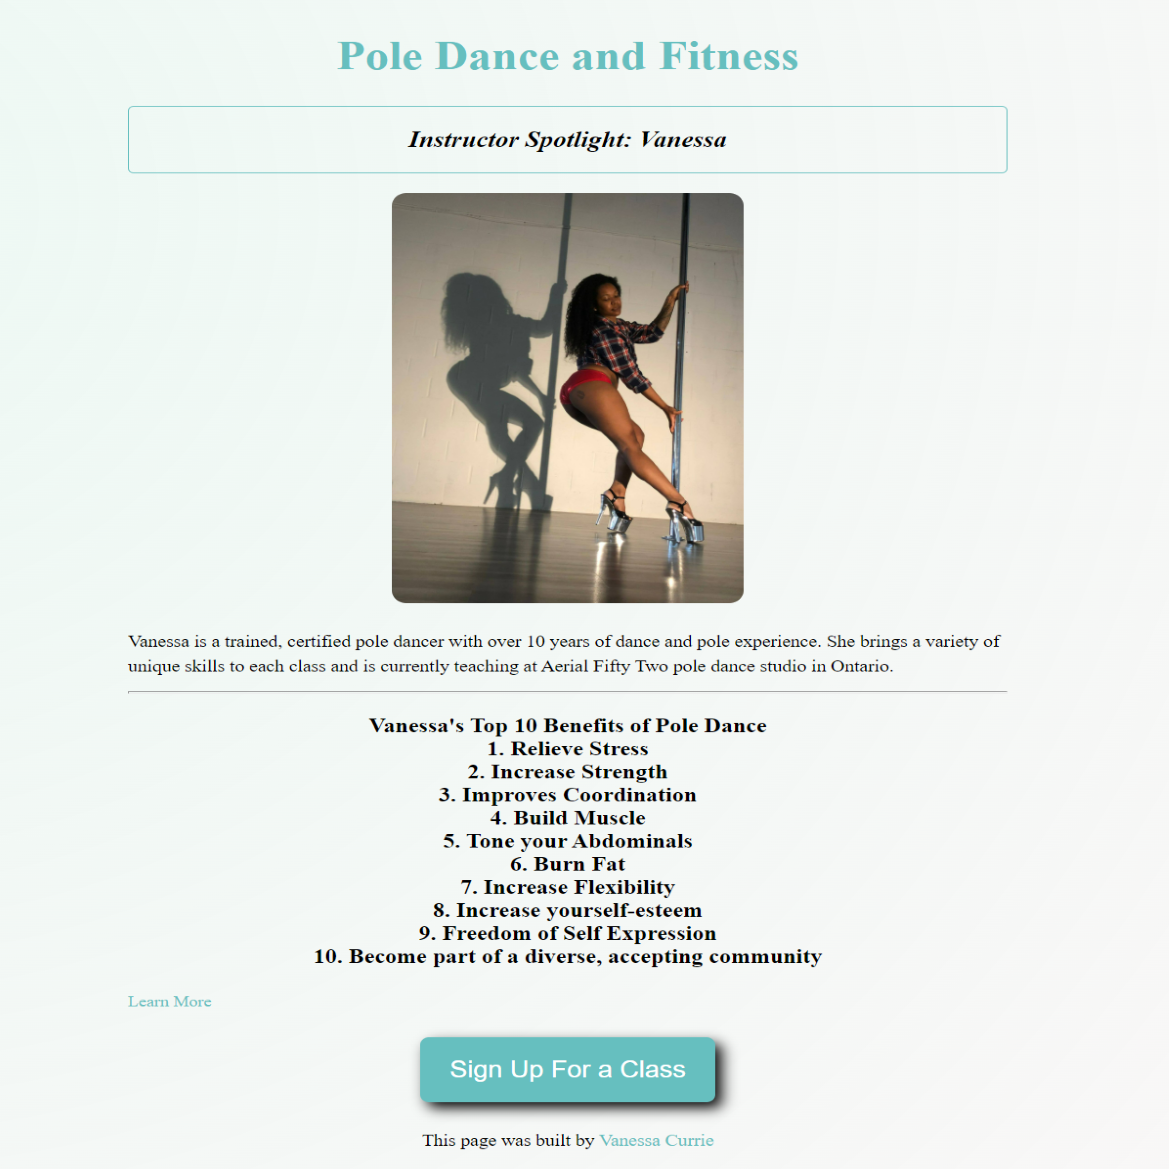 Pole Dance and Fitness
Instructor Spotlight: Vanessa
Vanessa is a trained, certified pole dancer with over 10 years of dance and pole experience. She brings a variety of
unique skills to each class and is currently teaching at Aerial Fifty Two pole dance studio in Ontario.
Vanessa's Top 10 Benefits of Pole Dance
1. Relieve Stress
2. Increase Strength
3. Improves Coordination
4. Build Muscle
5. Tone your Abdominals
6. Burn Fat
7. Increase Flexibility
8. Increase yourself-esteem
9. Freedom of Self Expression
10. Become part of a diverse, accepting community
Learn More
Sign Up For a Class
This page was built by Vanessa Currie